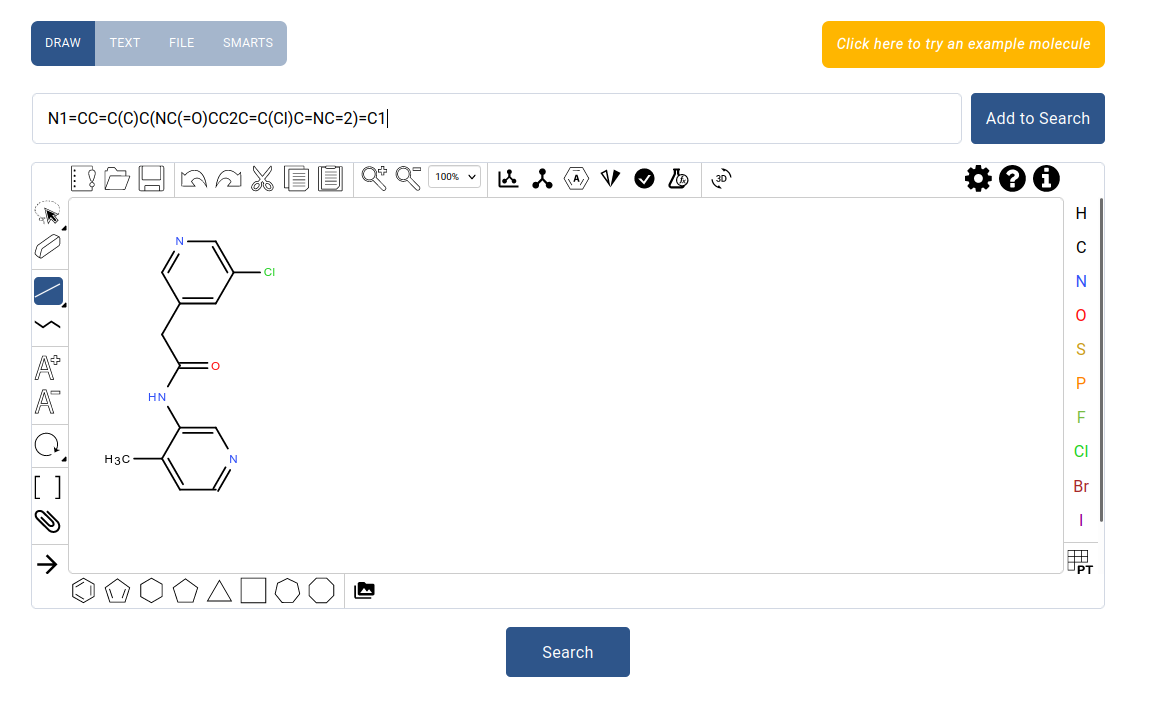 DRAW TEXT FILE SMARTS
Click here to try an example molecule
N1=CC=C(C)C(NC(=O)CC2C=C(Cl)C=NC=2)=C1
Add to Search
100%
A
3D
H
C
N
O
S
P
F
Cl
Br
I
PT
A+
A-
[ ]
N
Cl
O
HN
H3C
N
Search